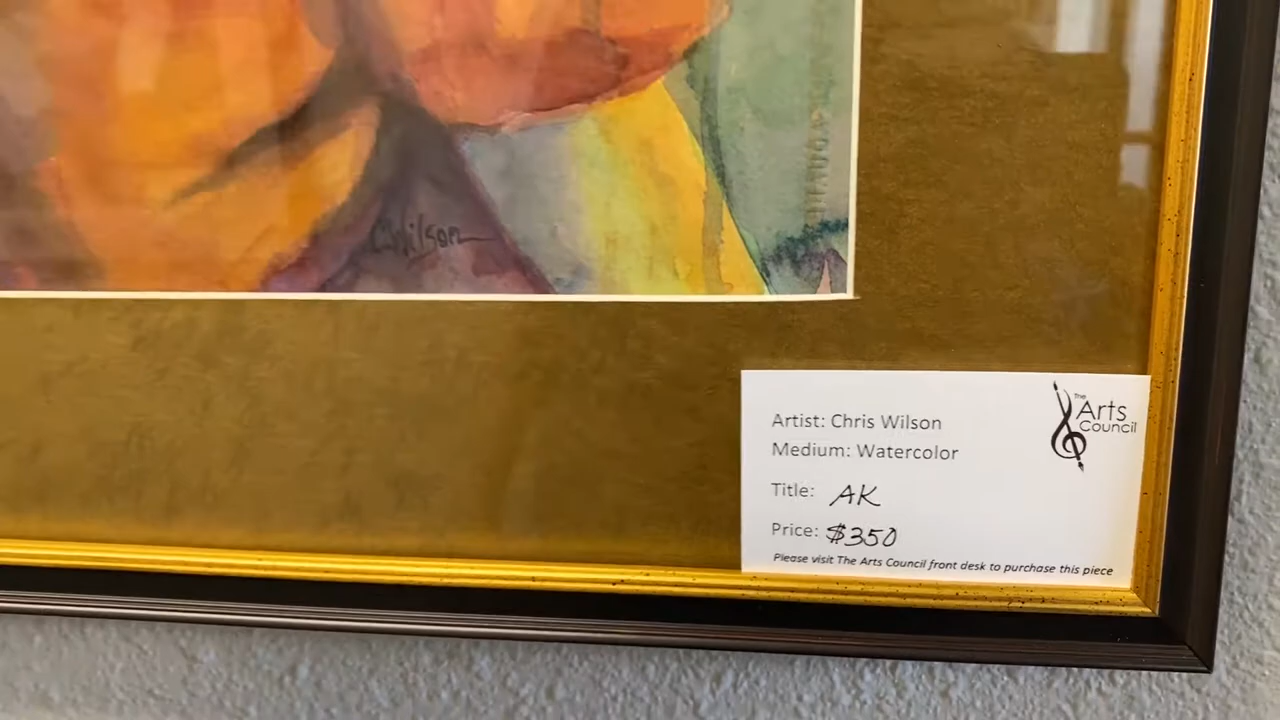 C. Wilson
The
Arts
Council
Artist: Chris Wilson
Medium: Watercolor
Title: AK
Price: $350
Please visit The Arts Council front desk to purchase this piece